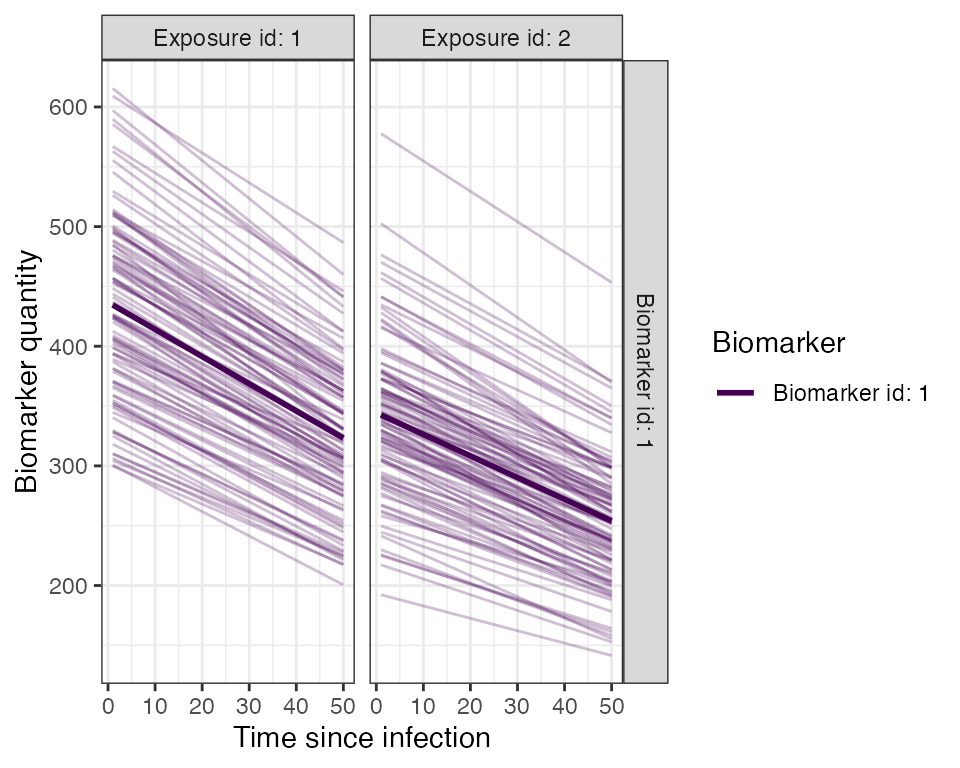 Exposure id: 1
Exposure id: 2
600
500
400
300
200
Biomarker quantity
Biomarker id: 1
0 10 20 30 40 50
0 10 20 30 40 50
Time since infection
Biomarker
Biomarker id: 1